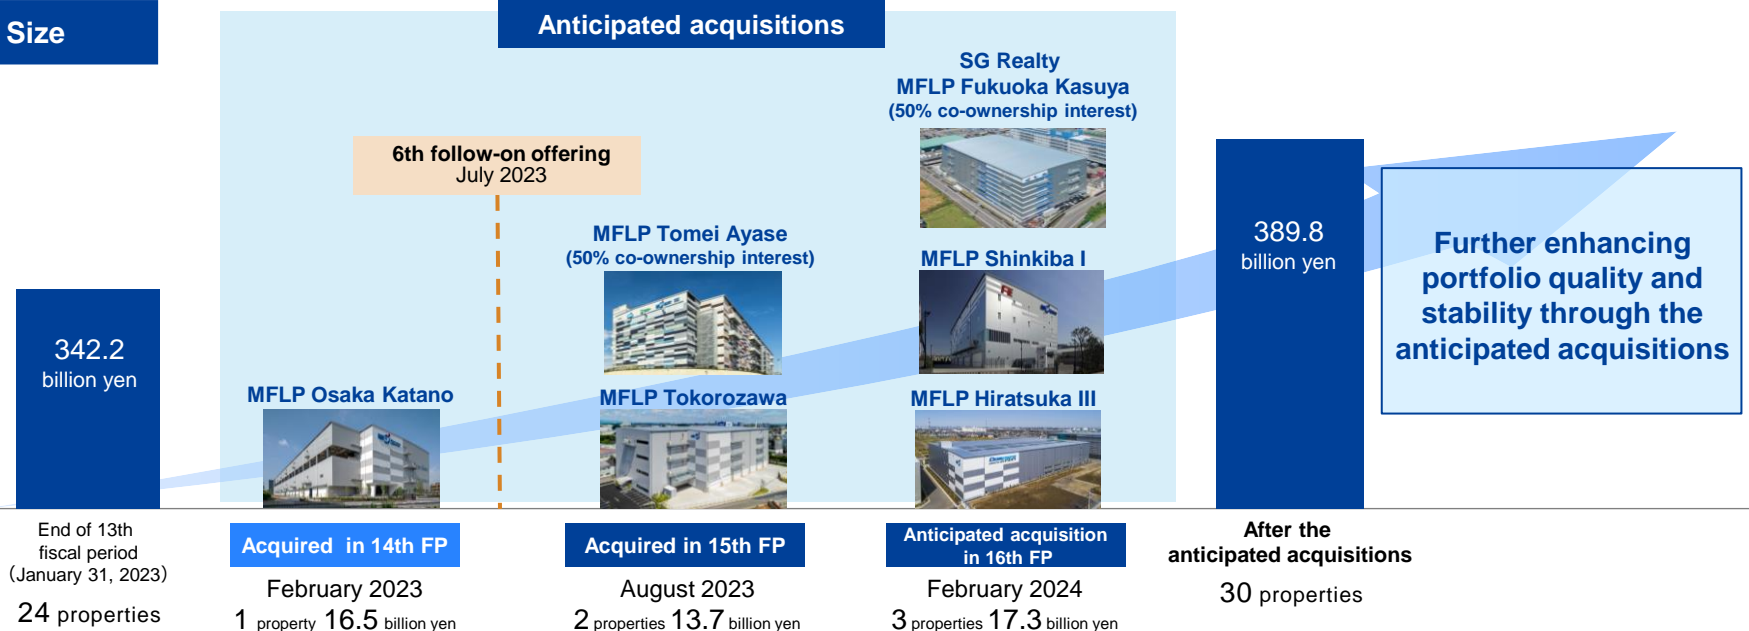 Size
Anticipated acquisitions
SG Realty
MFLP Fukuoka Kasuya
(50% co-ownership interest)
6th follow-on offering
July 2023
MFLP Tomei Ayase
(50% co-ownership interest)
MFLP Shinkiba I
389.8
billion yen
Further enhancing
portfolio quality and
stability through the
anticipated acquisitions
342.2
billion yen
MFLP Osaka Katano
MFLP Tokorozawa
MFLP Hiratsuka III
End of 13th
fiscal period
(January 31, 2023)
24 properties
Acquired in 14th FP
February 2023
1 property 16.5 billion yen
Acquired in 15th FP
August 2023
2 properties 13.7 billion yen
Anticipated acquisition
in 16th FP
February 2024
3 properties 17.3 billion yen
After the
anticipated acquisitions
30 properties